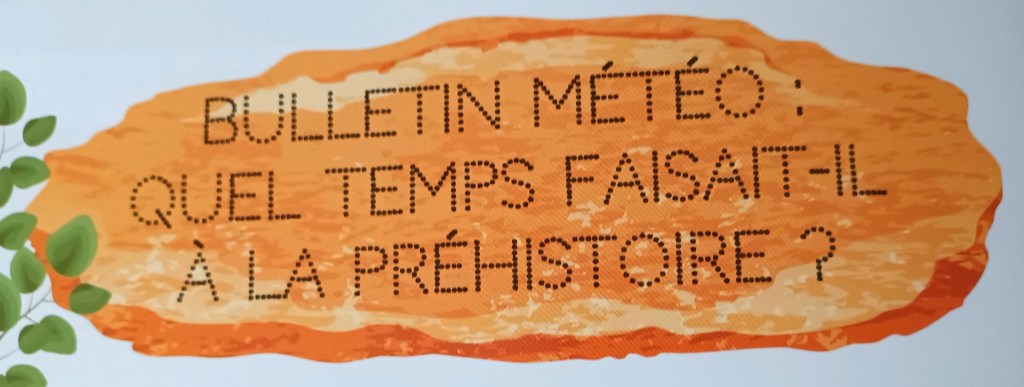 BULLETIN MÉTÉO :
QUEL TEMPS FAISAIT-IL
À LA PRÉHISTOIRE ?